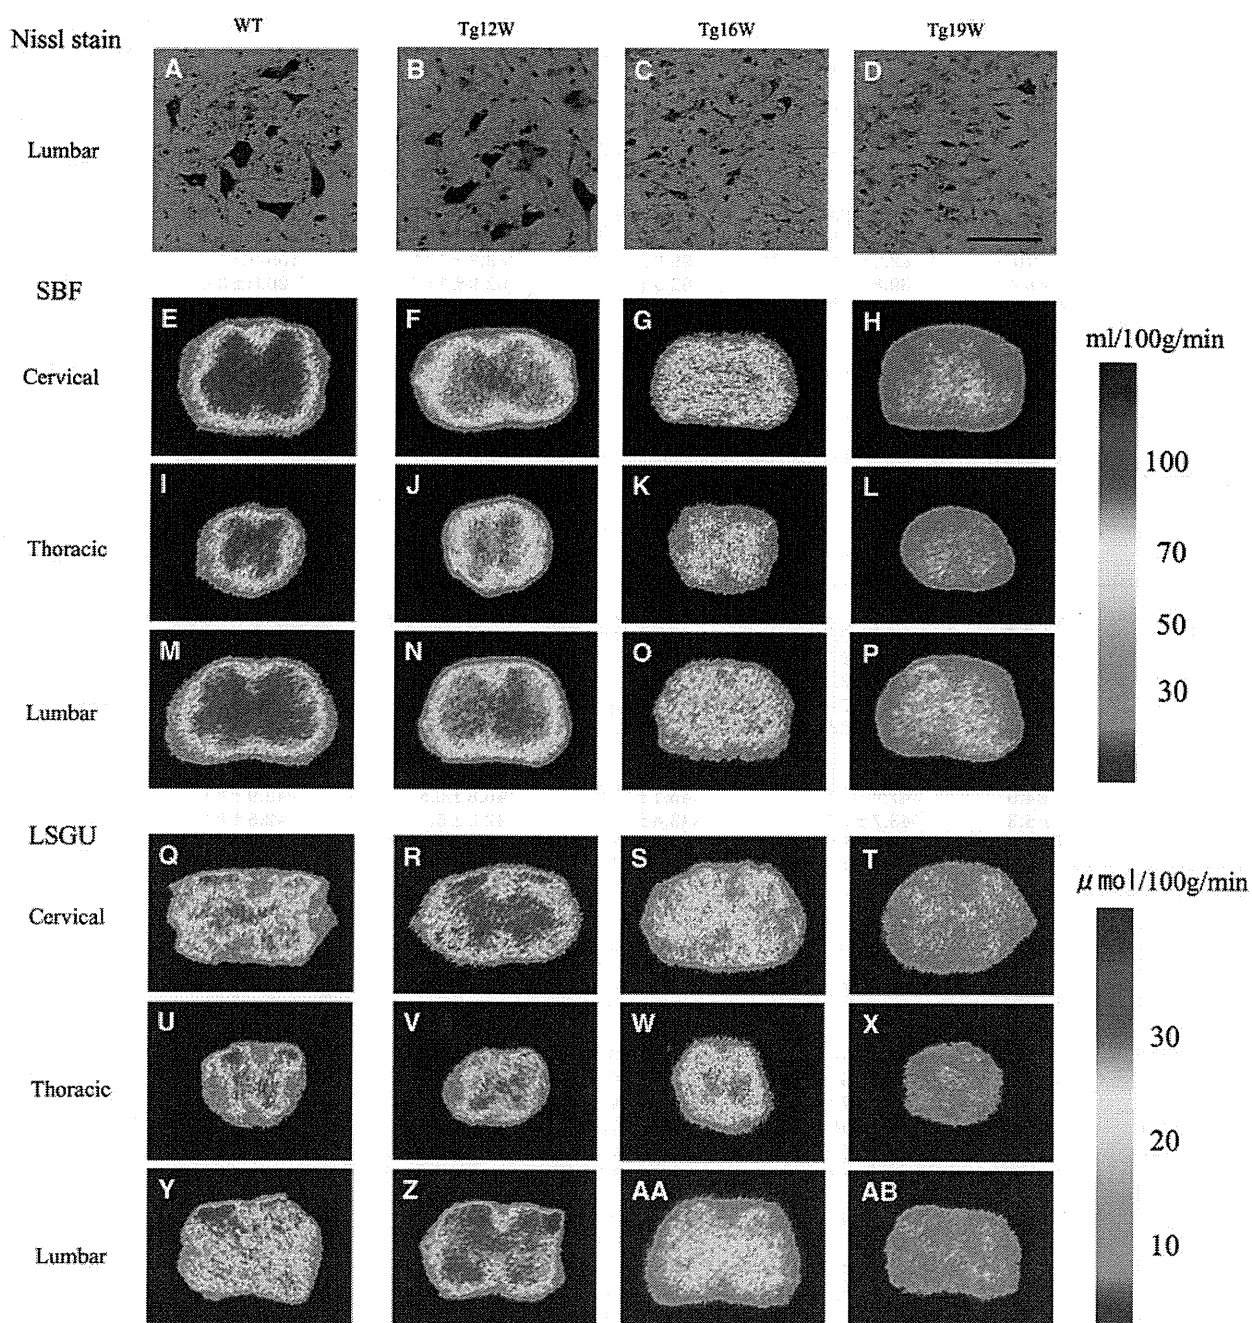 WT Tg12W Tg16W Tg19W
Nissl stain
A B C D
Lumbar
SBF
E F G H
ml/100g/min
Cervical
100
I J K L
Thoracic
70
50
M N O P
30
Lumbar
LSGU
Q R S T
μmol/100g/min
Cervical
U V W X
30
Thoracic
20
Y Z AA AB
Lumbar
10